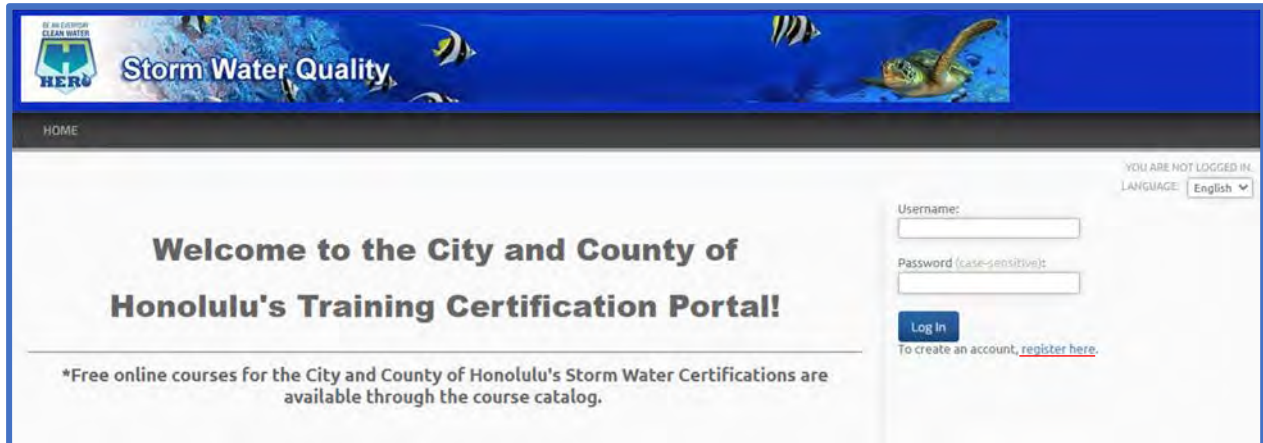 BE AN EVERYDAY
CLEAN WATER
HERO
Storm Water Quality
HOME
YOU ARE NOT LOGGED IN.
LANGUAGE: English
Username:
Password (case-sensitive):
Log In
To create an account, register here.
Welcome to the City and County of
Honolulu's Training Certification Portal!
*Free online courses for the City and County of Honolulu's Storm Water Certifications are
available through the course catalog.